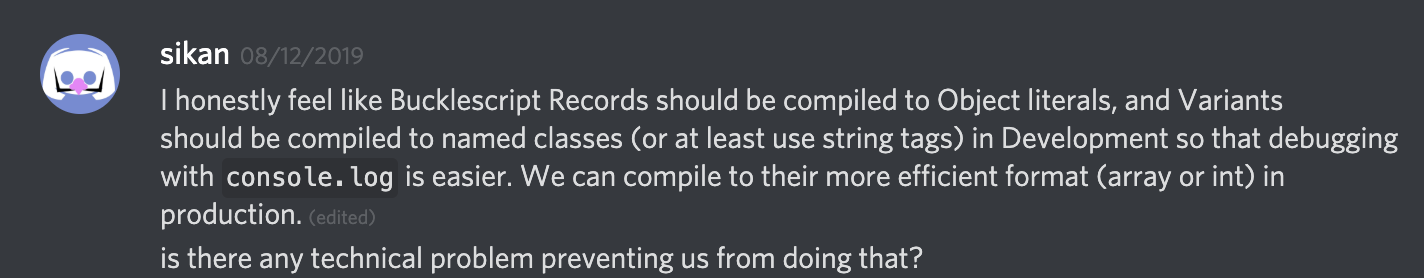 sikan 08/12/2019
I honestly feel like Bucklescript Records should be compiled to Object literals, and Variants
should be compiled to named classes (or at least use string tags) in Development so that debugging
with console.log is easier. We can compile to their more efficient format (array or int) in
production. (edited)
is there any technical problem preventing us from doing that?